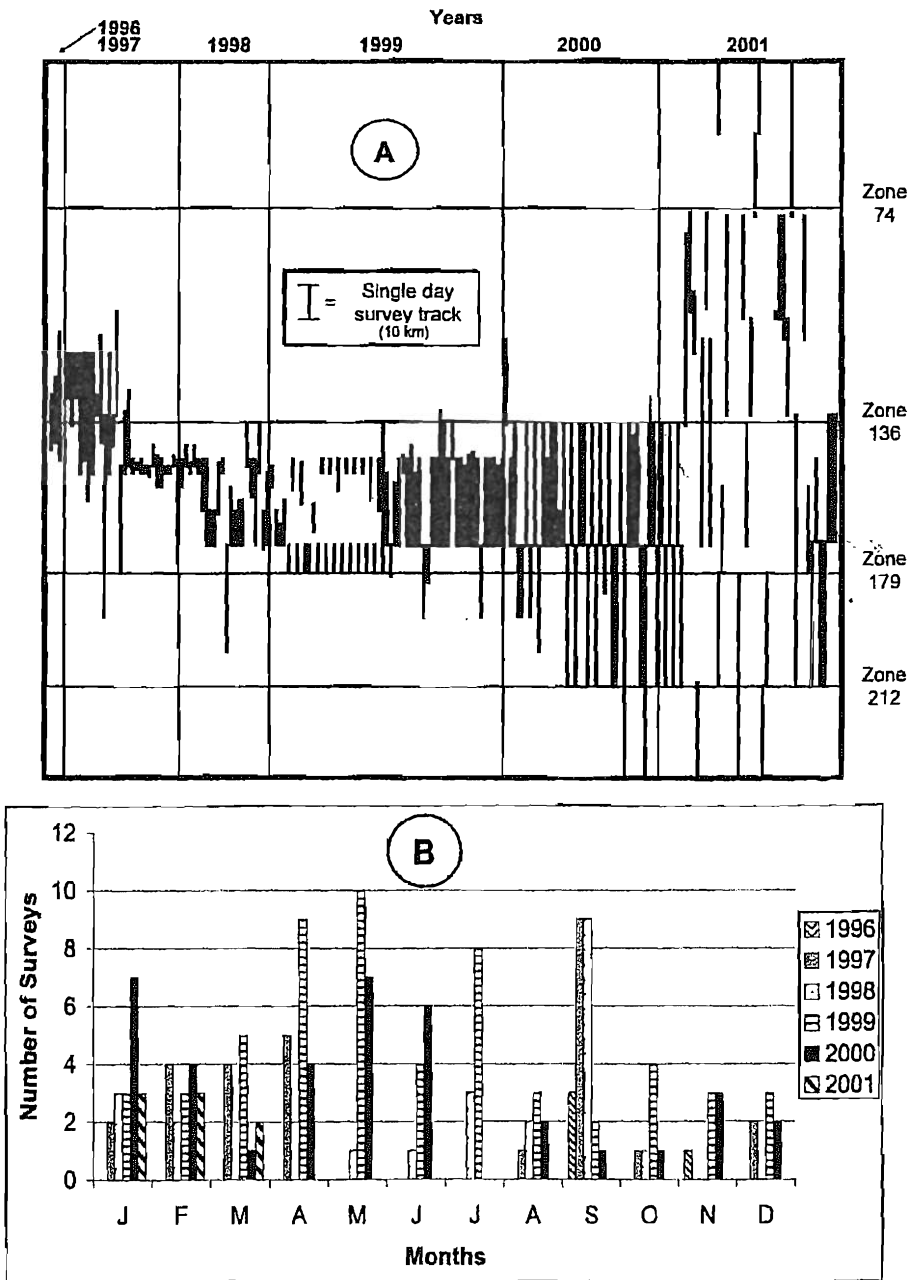 Years
1996
1997 1998 1999 2000 2001
A
Zone
74
= Single day
survey track
(10 km)
Zone
136
Zone
179
Zone
212
B
12
10
8
6
4
2
0
Number of Surveys
J F M A M J J A S O N D
Months
1996
1997
1998
1999
2000
2001